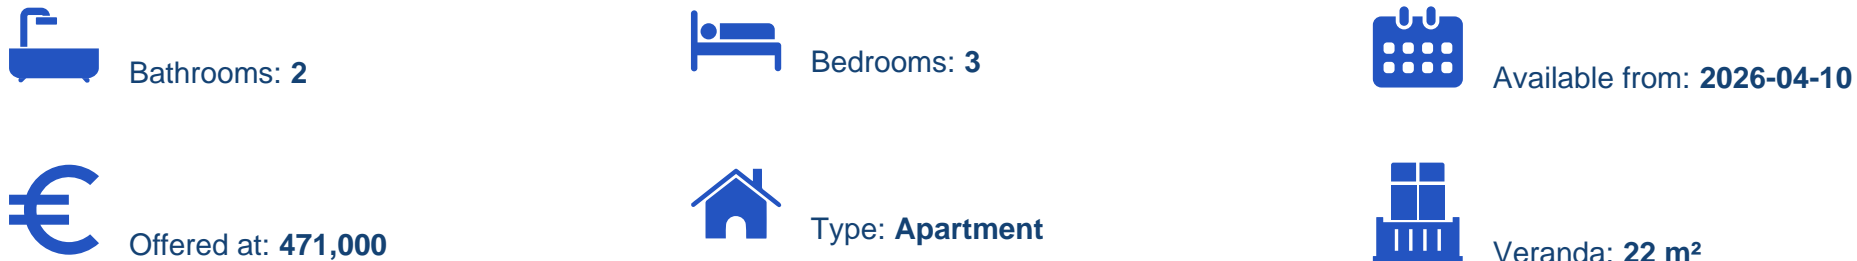 Bathrooms: 2
Bedrooms: 3
Available from: 2026-04-10
Offered at: 471,000
Type: Apartment
Veranda: 22 m²